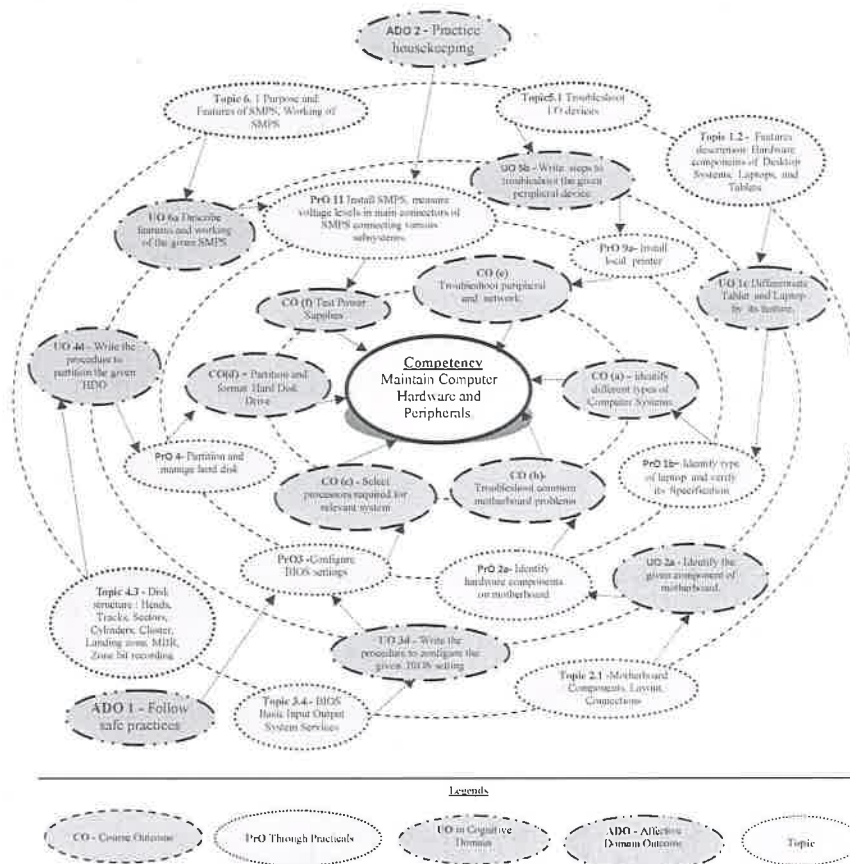 ADO 2 - Practice
housekeeping
Topic 6. 1 Purpose and
Features of SMPS, Working of
SMPS
Topic5.1 Troubleshoot
I/O devices
Topic 1.2 - Features
description: Hardware
components of Desktop
Systems, Laptops, and
Tablets
UO 5b - Write steps to
troubleshoot the given
peripheral device
PrO 11 Install SMPS, measure
voltage levels in main connectors of
SMPS connecting various
subsystems.
UO 6a Describe
features and working
of the given SMPS
PrO 9a- Install
local printer
CO (e)
Troubleshoot peripheral
and network.
UO 1c Differentiate
Tablet and Laptop
by its feature.
CO (f) Test Power
Supplies
UO 4d - Write the
procedure to
partition the given
HDD
CO(d) - Partition and
format Hard Disk
Drive
Competency
Maintain Computer
Hardware and
Peripherals
CO (a) - identify
different types of
Computer Systems.
PrO 4- Partition and
manage hard disk
PrO 1b- Identify type
of laptop and verify
its Specification
CO (c) - Select
processors required for
relevant system
CO (b)-
Troubleshoot common
motherboard problems
PrO3 -Configure
BIOS settings
PrO 2a- Identify
hardware components
on motherboard
UO 2a - Identify the
given component of
motherboard.
Topic 4.3 - Disk
structure : Heads,
Tracks, Sectors,
Cylinders, Cluster,
Landing zone, MBR,
Zone bit recording
UO 3d - Write the
procedure to configure the
given BIOS setting
ADO 1 - Follow
safe practices
Topic 3.4 - BIOS
Basic Input Output
System Services
Topic 2.1 -Motherboard
Components, Layout,
Connections
Legends
CO - Course Outcome
PrO Through Practicals
UO in Cognitive
Domain
ADO - Affective
Domain Outcome
Topic